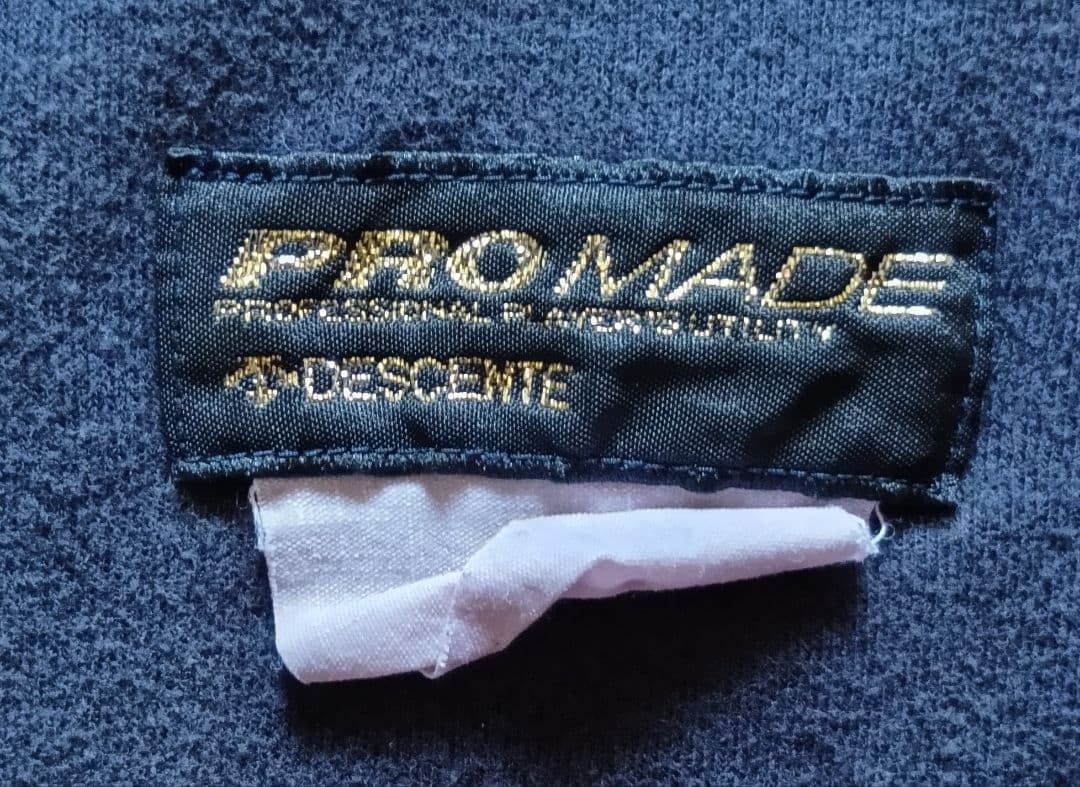 PROMADE
PROFESSIONAL PLAYER'S UTILITY
DESCENTE